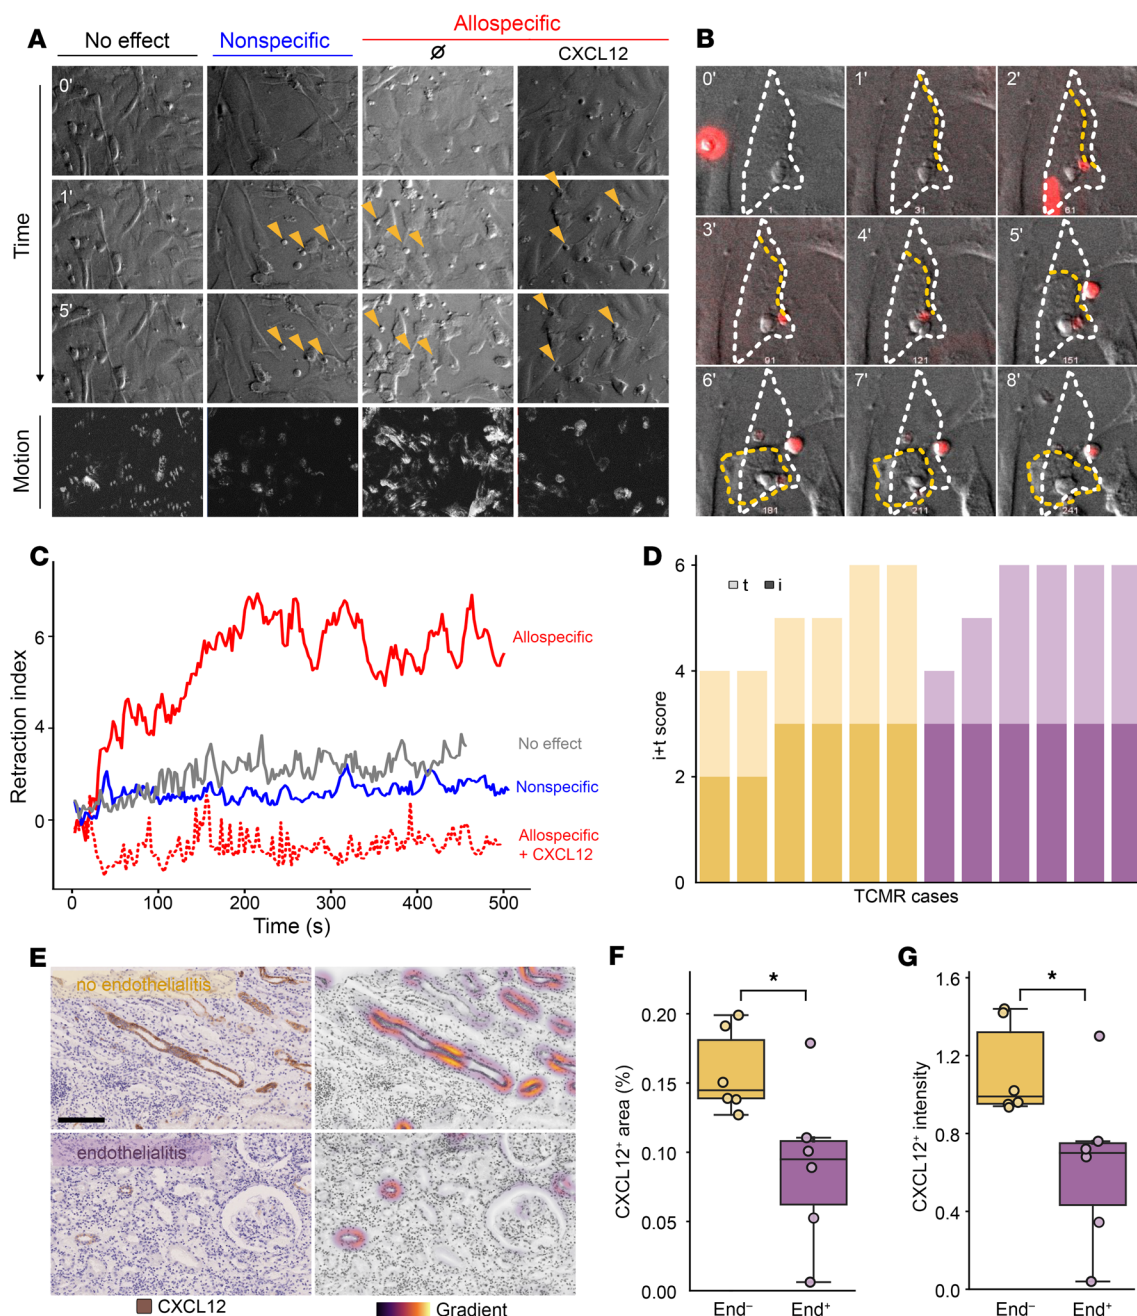 A
No effect
Nonspecific
Allospecific
Ø
CXCL12
Time
0'
1'
5'
Motion
B
0'
1'
2'
1
31
61
3'
4'
5'
91
121
151
6'
7'
8'
181
211
241
C
Retraction index
6
4
2
0
Allospecific
No effect
Nonspecific
Allospecific
+ CXCL12
0
100
200
300
400
500
Time (s)
D
i+t score
6
4
2
0
t
i
TCMR cases
E
no endothelialitis
endothelialitis
CXCL12
Gradient
F
CXCL12⁺ area (%)
0.20
0.15
0.10
0.05
0.00
*
End⁻
End⁺
G
CXCL12⁺ intensity
1.6
1.2
0.8
0.4
0.0
*
End⁻
End⁺